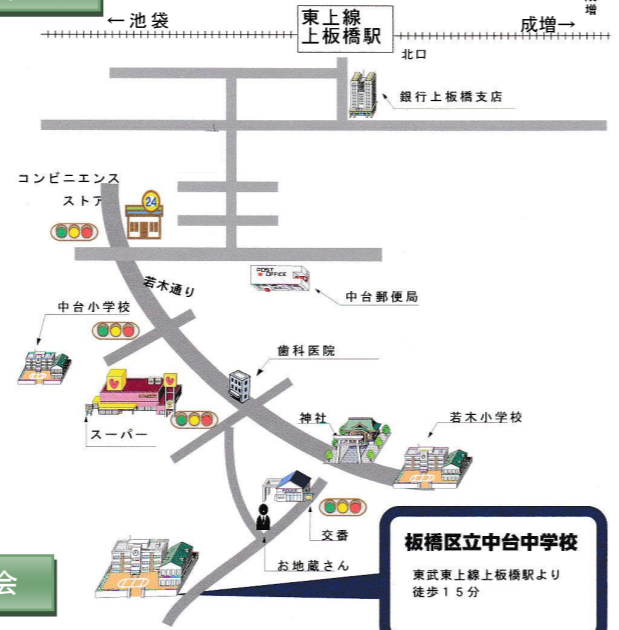 ←池袋
東上線
上板橋駅
成増→
増
北口
銀行上板橋支店
コンビニエンス
ストア
24
若木通り
POST
OFFICE
中台郵便局
中台小学校
歯科医院
スーパー
神社
若木小学校
交番
お地蔵さん
板橋区立中台中学校
東武東上線上板橋駅より
徒歩15分
会